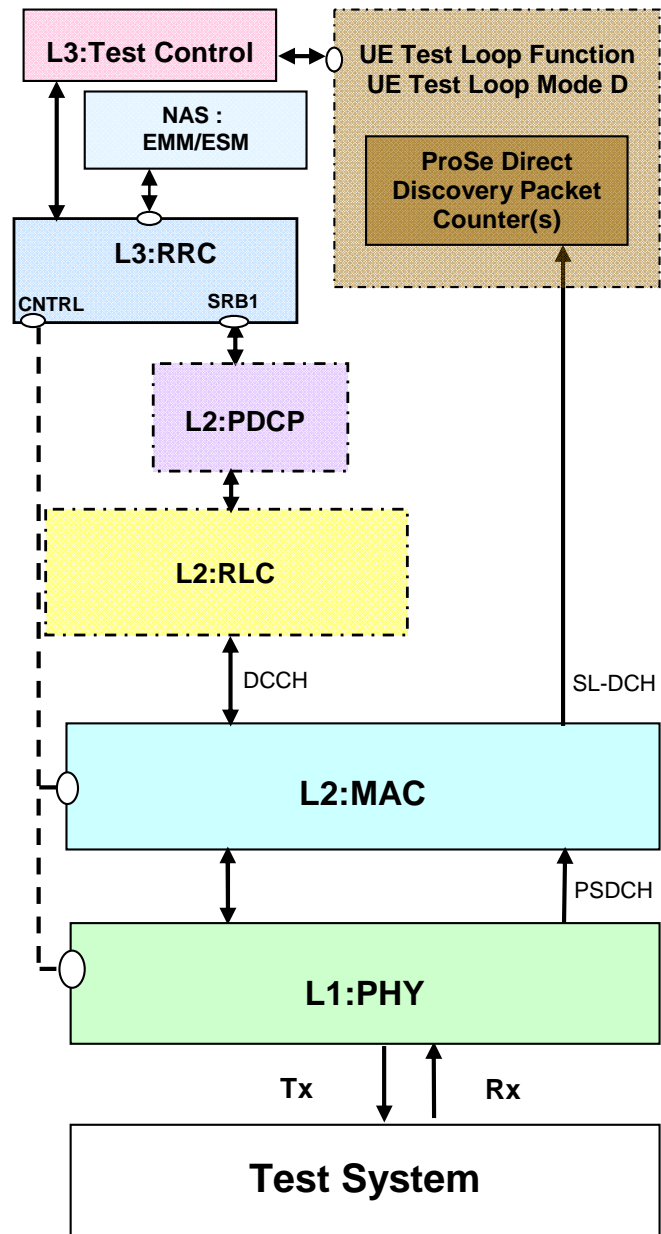 L3:Test Control
UE Test Loop Function
UE Test Loop Mode D
NAS :
EMM/ESM
ProSe Direct
Discovery Packet
Counter(s)
L3:RRC
CNTRL
SRB1
L2:PDCP
L2:RLC
DCCH
SL-DCH
L2:MAC
PSDCH
L1:PHY
Tx
Rx
Test System